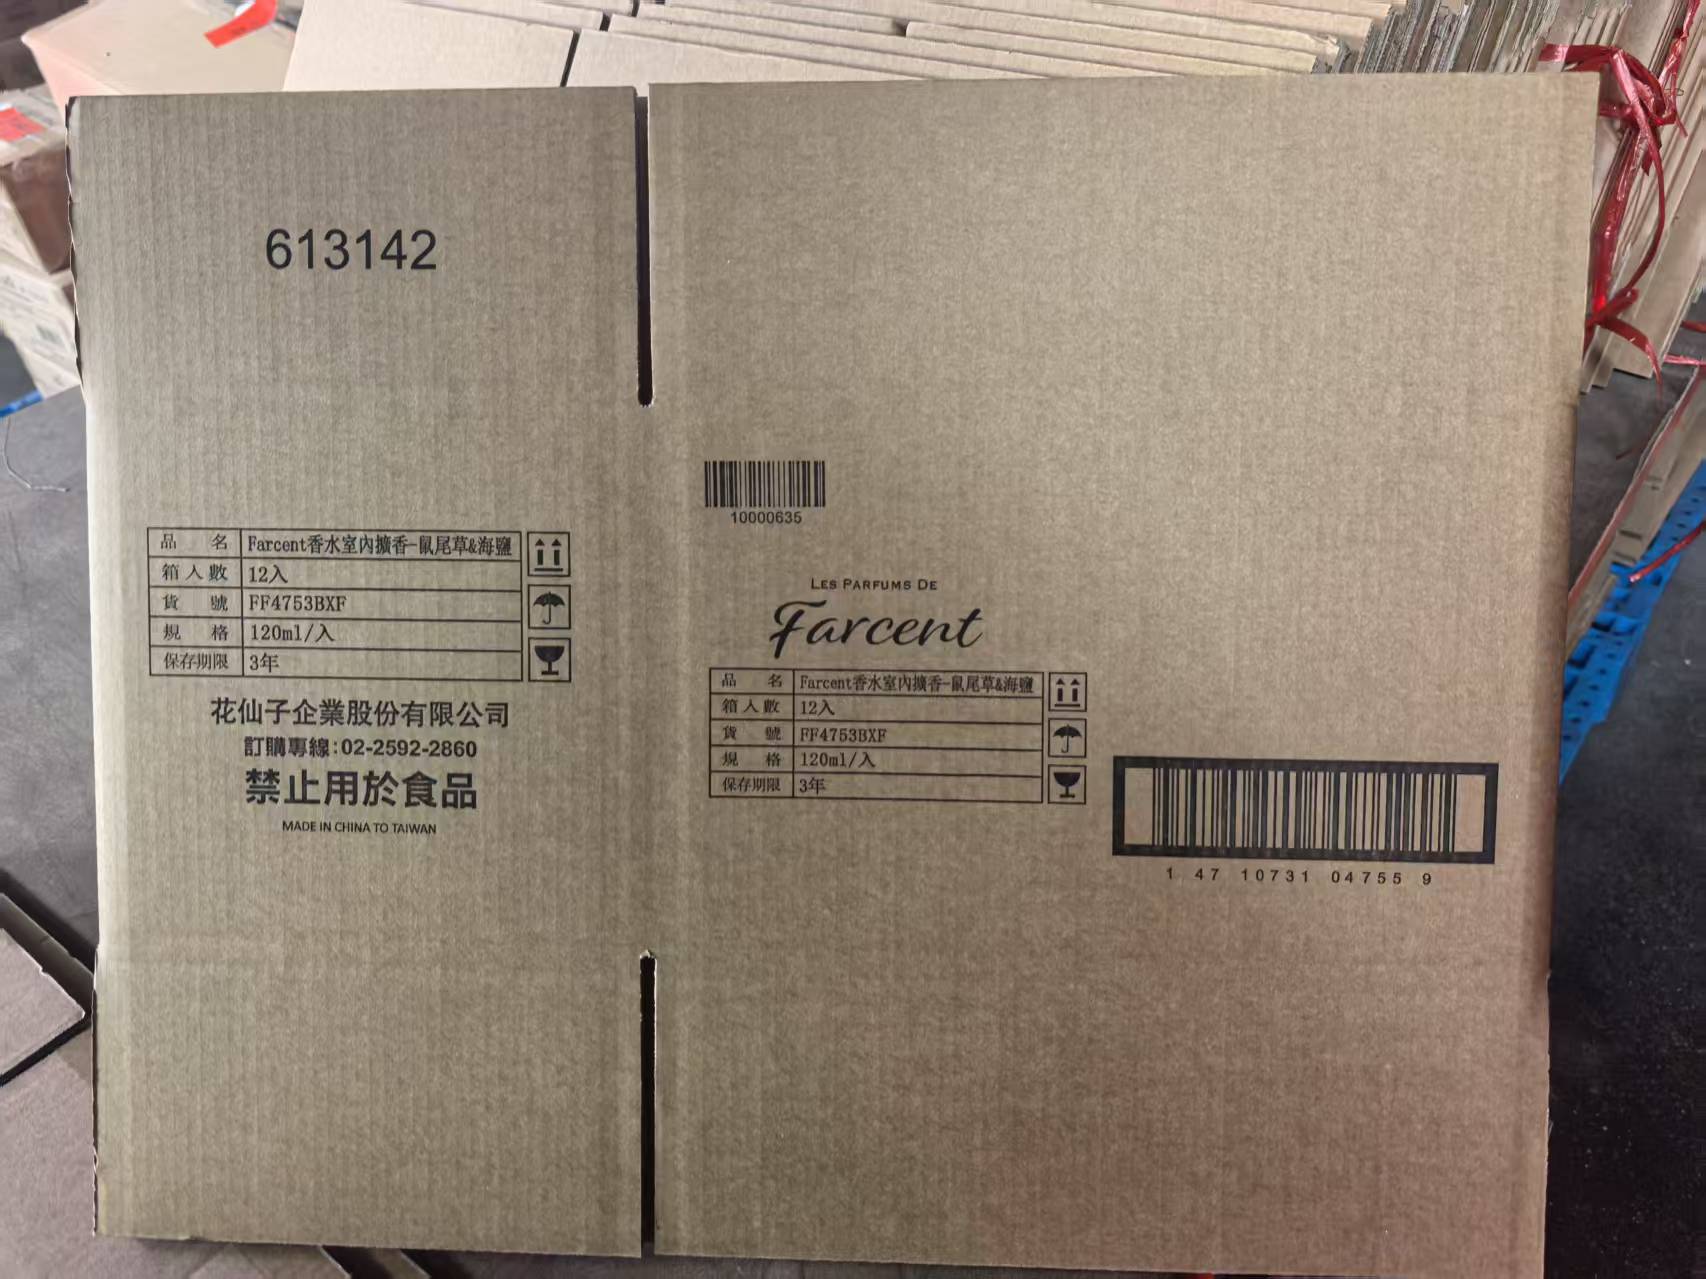 613142
品 名 Farcent香水室內擴香-鼠尾草&海鹽
箱入數 12入
貨 號 FF4753BXF
規 格 120ml/入
保存期限 3年
花仙子企業股份有限公司
訂購專線:02-2592-2860
禁止用於食品
MADE IN CHINA TO TAIWAN
10000635
LES PARFUMS DE
Farcent
品 名 Farcent香水室內擴香-鼠尾草&海鹽
箱入數 12入
貨 號 FF4753BXF
規 格 120ml/入
保存期限 3年
1 47 10731 04755 9